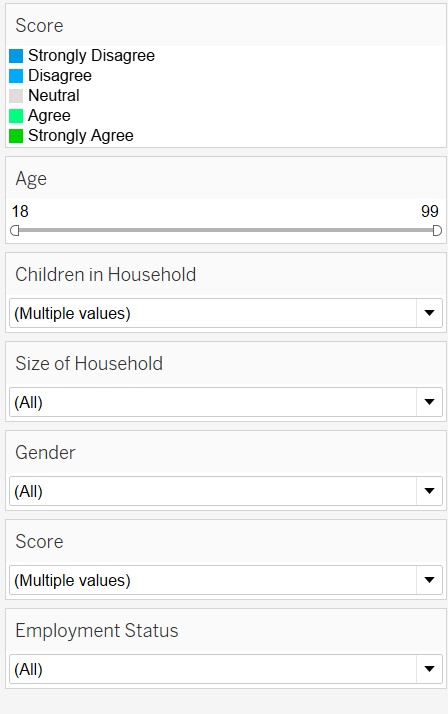 Score
Strongly Disagree
Disagree
Neutral
Agree
Strongly Agree
Age
18 99
Children in Household
(Multiple values)
Size of Household
(All)
Gender
(All)
Score
(Multiple values)
Employment Status
(All)